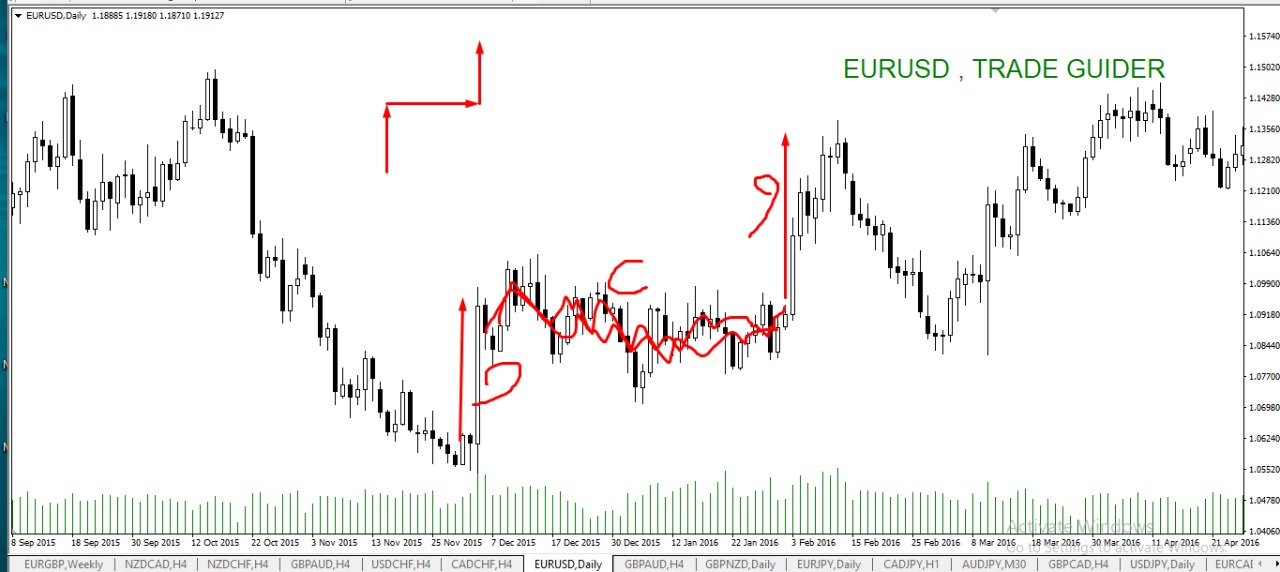 EURUSD,Daily 1.18885 1.19180 1.18710 1.19127
EURUSD , TRADE GUIDER
1.15740
1.15020
1.14280
1.13560
1.12820
1.12100
1.11360
1.10640
1.09900
1.09180
1.08440
1.07700
1.06980
1.06240
1.05520
1.04780
1.04060
C
Activate Windows
Go to Settings to activate Windows.
8 Sep 2015 18 Sep 2015 30 Sep 2015 12 Oct 2015 22 Oct 2015 3 Nov 2015 13 Nov 2015 25 Nov 2015 7 Dec 2015 17 Dec 2015 30 Dec 2015 12 Jan 2016 22 Jan 2016 3 Feb 2016 15 Feb 2016 25 Feb 2016 8 Mar 2016 18 Mar 2016 30 Mar 2016 11 Apr 2016 21 Apr 2016
EURGBP,Weekly NZDCAD,H4 NZDCHF,H4 GBPAUD,H4 USDCHF,H4 CADCHF,H4 EURUSD,Daily GBPAUD,H4 GBPNZD,Daily EURJPY,Daily CADJPY,H1 AUDJPY,M30 GBPCAD,H4 USDJPY,Daily EURCAI